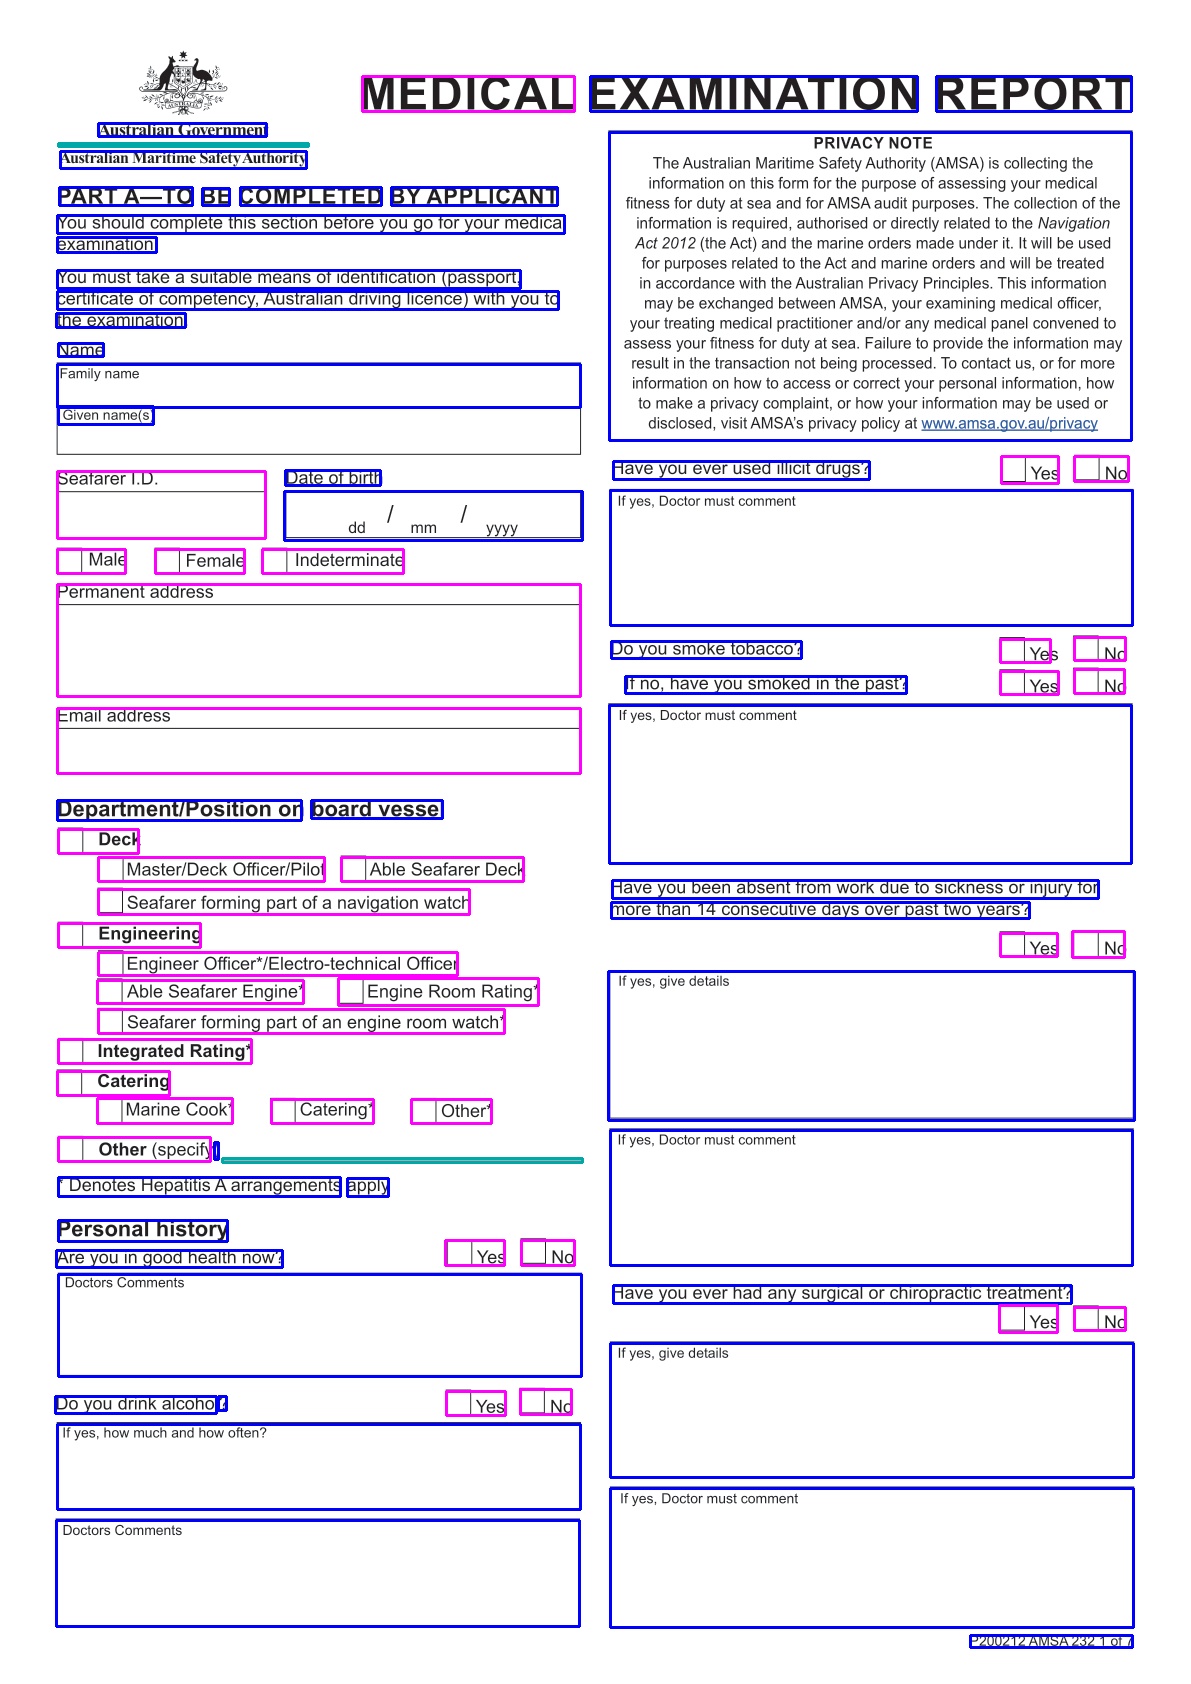 MEDICAL EXAMINATION REPORT
Australian Government
Australian Maritime Safety Authority
PART A—TO BE COMPLETED BY APPLICANT
You should complete this section before you go for your medical
examination.
You must take a suitable means of identification (passport,
certificate of competency, Australian driving licence) with you to
the examination.
Name
Family name
Given name(s)
Seafarer I.D.
Date of birth
/ /
dd mm yyyy
Male Female Indeterminate
Permanent address
Email address
Department/Position on board vessel
Deck
Master/Deck Officer/Pilot Able Seafarer Deck
Seafarer forming part of a navigation watch
Engineering
Engineer Officer*/Electro-technical Officer
Able Seafarer Engine* Engine Room Rating*
Seafarer forming part of an engine room watch*
Integrated Rating*
Catering
Marine Cook* Catering* Other*
Other (specify)
* Denotes Hepatitis A arrangements apply
Personal history
Are you in good health now? Yes No
Doctors Comments
Do you drink alcohol? Yes No
If yes, how much and how often?
Doctors Comments
PRIVACY NOTE
The Australian Maritime Safety Authority (AMSA) is collecting the
information on this form for the purpose of assessing your medical
fitness for duty at sea and for AMSA audit purposes. The collection of the
information is required, authorised or directly related to the Navigation
Act 2012 (the Act) and the marine orders made under it. It will be used
for purposes related to the Act and marine orders and will be treated
in accordance with the Australian Privacy Principles. This information
may be exchanged between AMSA, your examining medical officer,
your treating medical practitioner and/or any medical panel convened to
assess your fitness for duty at sea. Failure to provide the information may
result in the transaction not being processed. To contact us, or for more
information on how to access or correct your personal information, how
to make a privacy complaint, or how your information may be used or
disclosed, visit AMSA's privacy policy at www.amsa.gov.au/privacy
Have you ever used illicit drugs? Yes No
If yes, Doctor must comment
Do you smoke tobacco? Yes No
If no, have you smoked in the past? Yes No
If yes, Doctor must comment
Have you been absent from work due to sickness or injury for
more than 14 consecutive days over past two years?
Yes No
If yes, give details
If yes, Doctor must comment
Have you ever had any surgical or chiropractic treatment?
Yes No
If yes, give details
If yes, Doctor must comment
P200212 AMSA 232 1 of 7